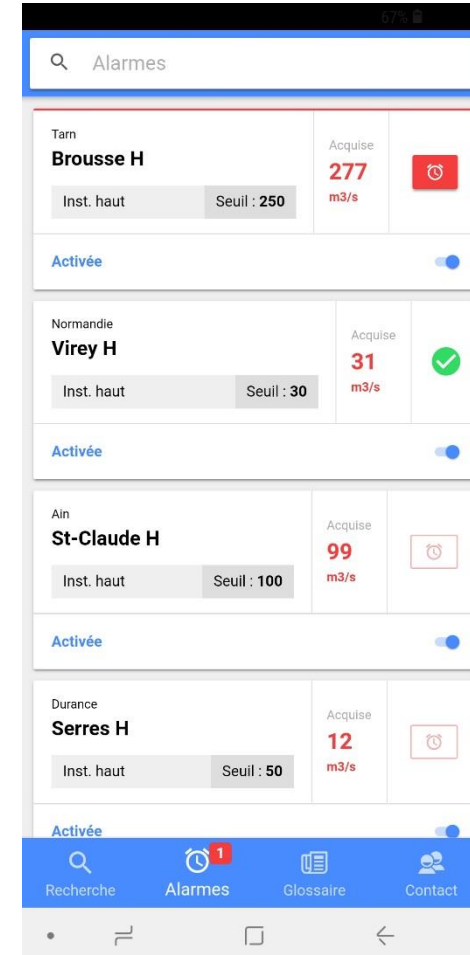 67%
Alarmes
Tarn
Brousse H
Inst. haut Seuil : 250
Acquise
277
m3/s
Activée
Normandie
Virey H
Inst. haut Seuil : 30
Acquise
31
m3/s
Activée
Ain
St-Claude H
Inst. haut Seuil : 100
Acquise
99
m3/s
Activée
Durance
Serres H
Inst. haut Seuil : 50
Acquise
12
m3/s
Activée
1
Recherche Alarmes Glossaire Contact